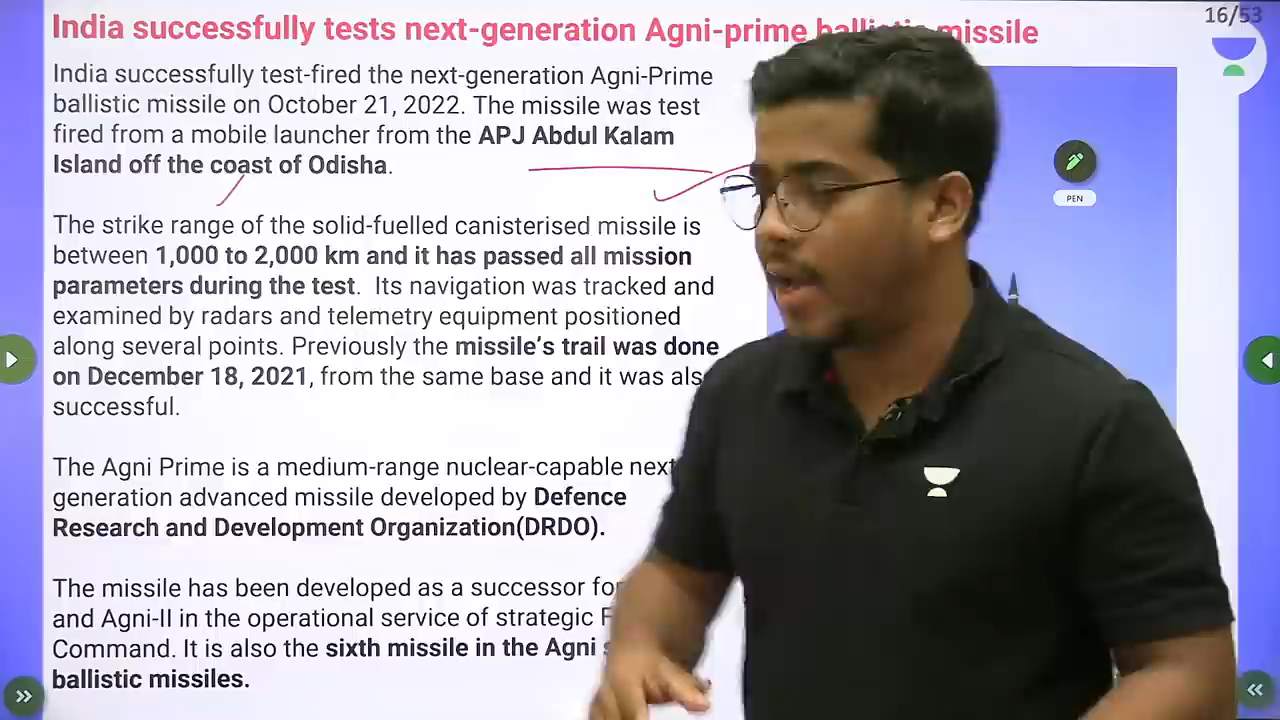 India successfully tests next-generation Agni-prime ballistic missile
16/53
India successfully test-fired the next-generation Agni-Prime
ballistic missile on October 21, 2022. The missile was test
fired from a mobile launcher from the APJ Abdul Kalam
Island off the coast of Odisha.
PEN
The strike range of the solid-fuelled canisterised missile is
between 1,000 to 2,000 km and it has passed all mission
parameters during the test. Its navigation was tracked and
examined by radars and telemetry equipment positioned
along several points. Previously the missile's trail was done
on December 18, 2021, from the same base and it was als
successful.
The Agni Prime is a medium-range nuclear-capable next
generation advanced missile developed by Defence
Research and Development Organization(DRDO).
The missile has been developed as a successor for
and Agni-II in the operational service of strategic
Command. It is also the sixth missile in the Agni
ballistic missiles.